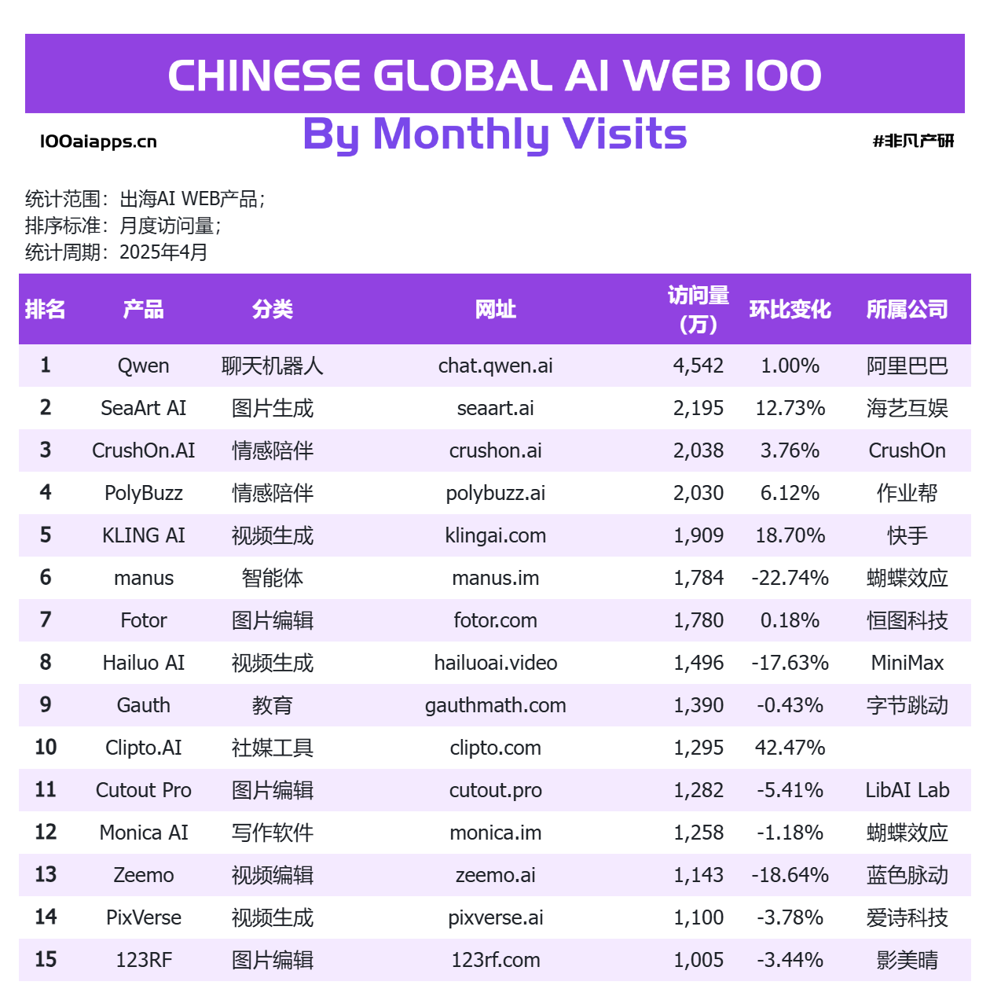 CHINESE GLOBAL AI WEB 100
By Monthly Visits
100aiapps.cn
#非凡产研
统计范围：出海AI WEB产品；
排序标准：月度访问量；
统计周期：2025年4月
排名 产品 分类 网址 访问量（万） 环比变化 所属公司
1 Qwen 聊天机器人 chat.qwen.ai 4,542 1.00% 阿里巴巴
2 SeaArt AI 图片生成 seaart.ai 2,195 12.73% 海艺互娱
3 CrushOn.AI 情感陪伴 crushon.ai 2,038 3.76% CrushOn
4 PolyBuzz 情感陪伴 polybuzz.ai 2,030 6.12% 作业帮
5 KLING AI 视频生成 klingai.com 1,909 18.70% 快手
6 manus 智能体 manus.im 1,784 -22.74% 蝴蝶效应
7 Fotor 图片编辑 fotor.com 1,780 0.18% 恒图科技
8 Hailuo AI 视频生成 hailuoai.video 1,496 -17.63% MiniMax
9 Gauth 教育 gauthmath.com 1,390 -0.43% 字节跳动
10 Clipto.AI 社媒工具 clipto.com 1,295 42.47%
11 Cutout Pro 图片编辑 cutout.pro 1,282 -5.41% LibAI Lab
12 Monica AI 写作软件 monica.im 1,258 -1.18% 蝴蝶效应
13 Zeemo 视频编辑 zeemo.ai 1,143 -18.64% 蓝色脉动
14 PixVerse 视频生成 pixverse.ai 1,100 -3.78% 爱诗科技
15 123RF 图片编辑 123rf.com 1,005 -3.44% 影美晴